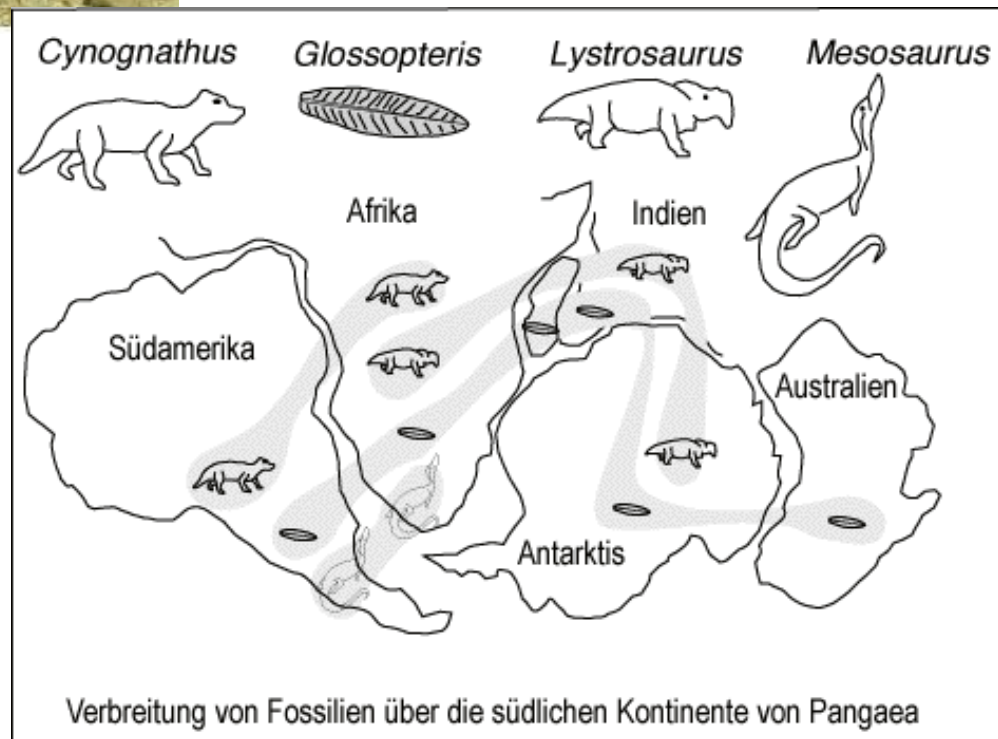 Cynognathus Glossopteris Lystrosaurus Mesosaurus
Afrika Indien
Südamerika
Australien
Antarktis
Verbreitung von Fossilien über die südlichen Kontinente von Pangaea